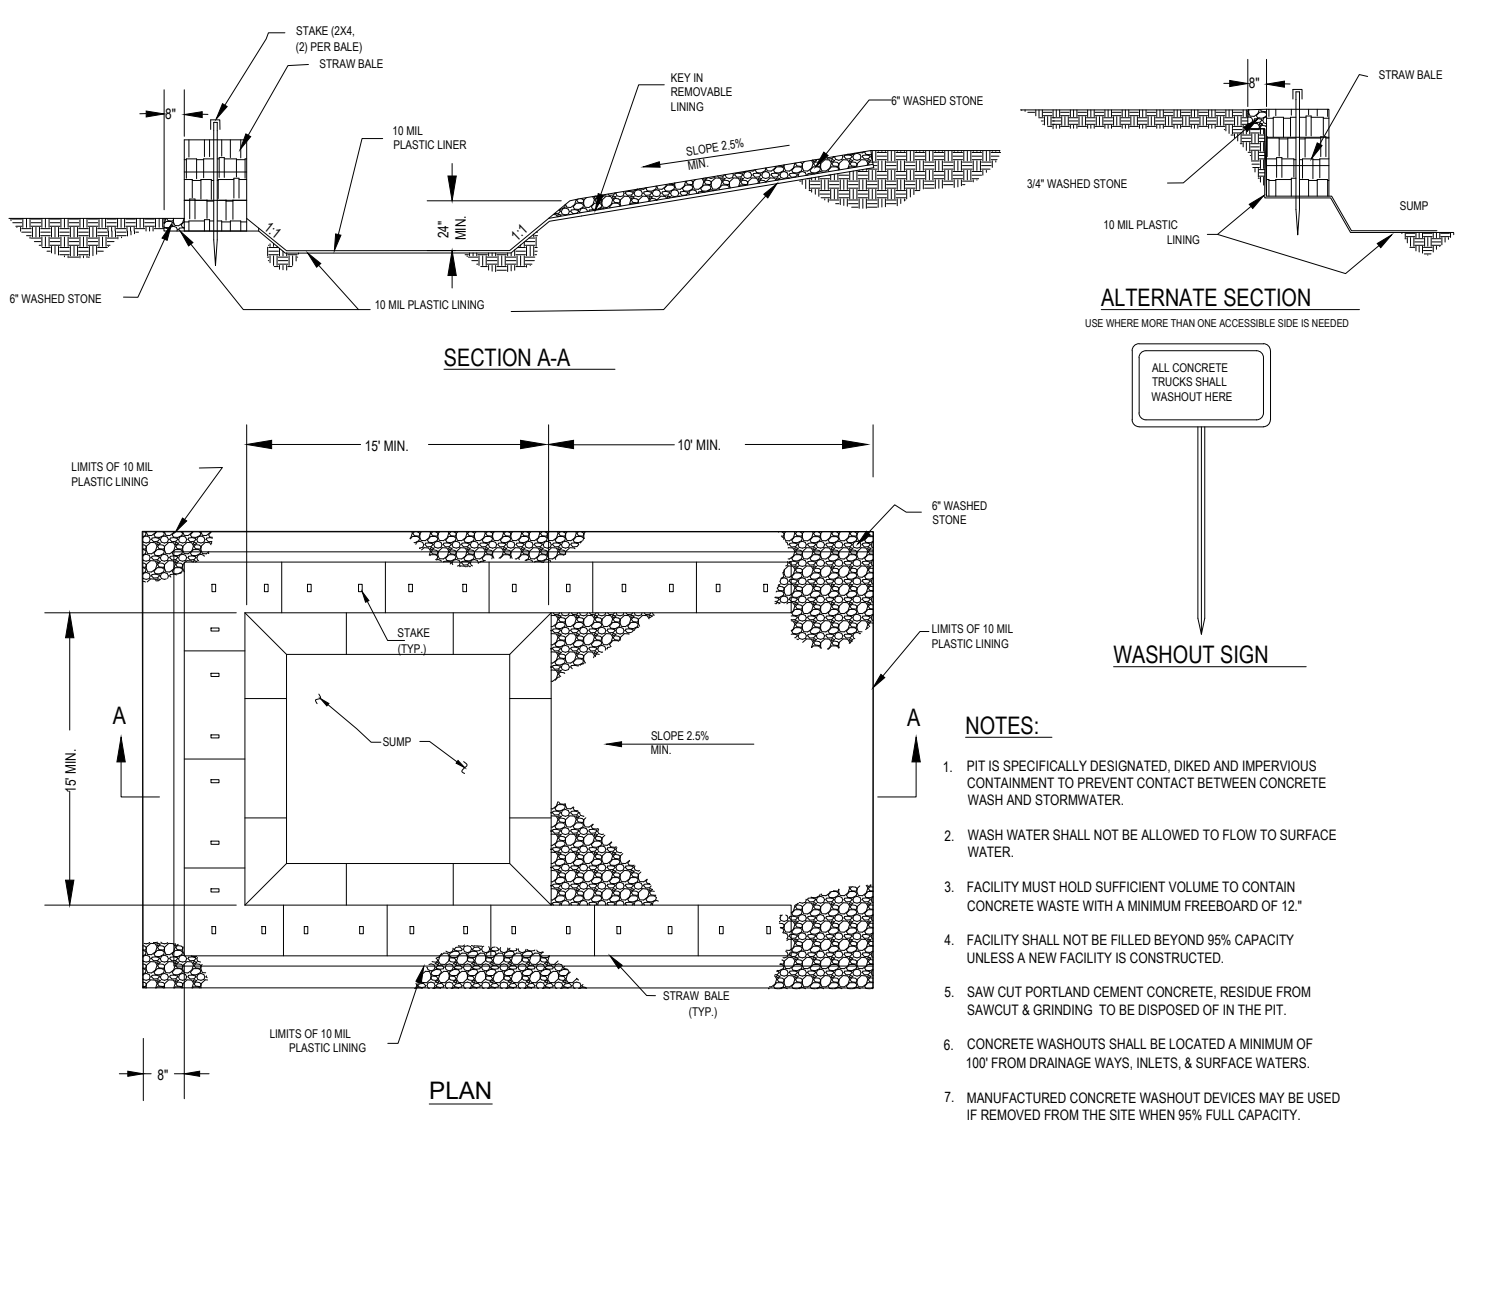 STAKE (2X4,
(2) PER BALE)
STRAW BALE
8"
10 MIL
PLASTIC LINER
KEY IN
REMOVABLE
LINING
6" WASHED STONE
SLOPE 2.5%
MIN.
24"
MIN.
1:1
1:1
6" WASHED STONE
10 MIL PLASTIC LINING
SECTION A-A
8"
STRAW BALE
3/4" WASHED STONE
SUMP
10 MIL PLASTIC
LINING
ALTERNATE SECTION
USE WHERE MORE THAN ONE ACCESSIBLE SIDE IS NEEDED
ALL CONCRETE
TRUCKS SHALL
WASHOUT HERE
WASHOUT SIGN
15' MIN.
10' MIN.
LIMITS OF 10 MIL
PLASTIC LINING
6" WASHED
STONE
STAKE
(TYP.)
LIMITS OF 10 MIL
PLASTIC LINING
A
A
SUMP
SLOPE 2.5%
MIN.
15' MIN.
STRAW BALE
(TYP.)
LIMITS OF 10 MIL
PLASTIC LINING
8"
PLAN
NOTES:
1. PIT IS SPECIFICALLY DESIGNATED, DIKED AND IMPERVIOUS
CONTAINMENT TO PREVENT CONTACT BETWEEN CONCRETE
WASH AND STORMWATER.
2. WASH WATER SHALL NOT BE ALLOWED TO FLOW TO SURFACE
WATER.
3. FACILITY MUST HOLD SUFFICIENT VOLUME TO CONTAIN
CONCRETE WASTE WITH A MINIMUM FREEBOARD OF 12."
4. FACILITY SHALL NOT BE FILLED BEYOND 95% CAPACITY
UNLESS A NEW FACILITY IS CONSTRUCTED.
5. SAW CUT PORTLAND CEMENT CONCRETE, RESIDUE FROM
SAWCUT & GRINDING TO BE DISPOSED OF IN THE PIT.
6. CONCRETE WASHOUTS SHALL BE LOCATED A MINIMUM OF
100' FROM DRAINAGE WAYS, INLETS, & SURFACE WATERS.
7. MANUFACTURED CONCRETE WASHOUT DEVICES MAY BE USED
IF REMOVED FROM THE SITE WHEN 95% FULL CAPACITY.